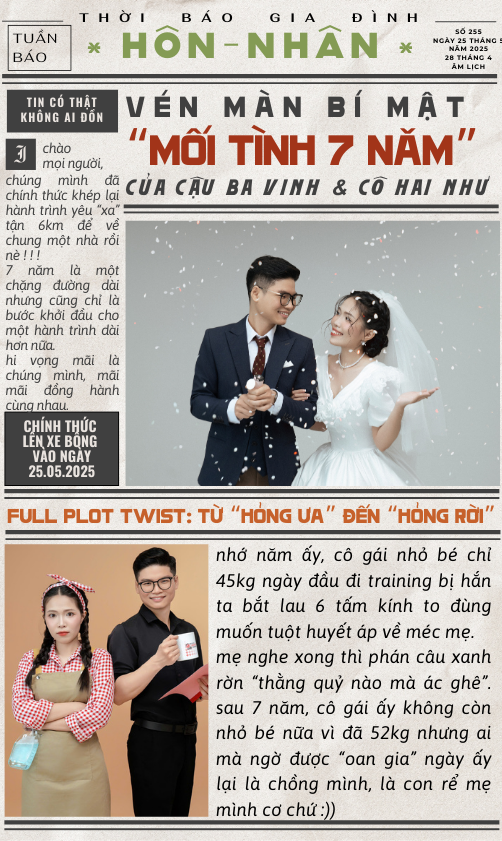 THỜI BÁO GIA ĐÌNH
TUẦN
BÁO
HÔN-NHÂN
SỐ 255
NGÀY 25 THÁNG 5
NĂM 2025
28 THÁNG 4
ÂM LỊCH
TIN CÓ THẬT
KHÔNG AI ĐỒN
VÉN MÀN BÍ MẬT
“MỐI TÌNH 7 NĂM”
CỦA CẬU BA VINH & CÔ HAI NHƯ
chào
mọi người,
chúng mình đã
chính thức khép lại
hành trình yêu “xa”
tận 6km để về
chung một nhà rồi
nè ! ! !
7 năm là một
chặng đường dài
nhưng cũng chỉ là
bước khởi đầu cho
một hành trình dài
hơn nữa.
hi vọng mãi là
chúng mình, mãi
mãi đồng hành
cùng nhau.
CHÍNH THỨC
LÊN XE BÔNG
VÀO NGÀY
25.05.2025
FULL PLOT TWIST: TỪ “HỎNG ƯA” ĐẾN “HỎNG RỜI”
nhớ năm ấy, cô gái nhỏ bé chỉ
45kg ngày đầu đi training bị hắn
ta bắt lau 6 tấm kính to đùng
muốn tuột huyết áp về méc mẹ.
mẹ nghe xong thì phán câu xanh
rờn “thằng quỷ nào mà ác ghê”.
sau 7 năm, cô gái ấy không còn
nhỏ bé nữa vì đã 52kg nhưng ai
mà ngờ được “oan gia” ngày ấy
lại là chồng mình, là con rể mẹ
mình cơ chứ :))